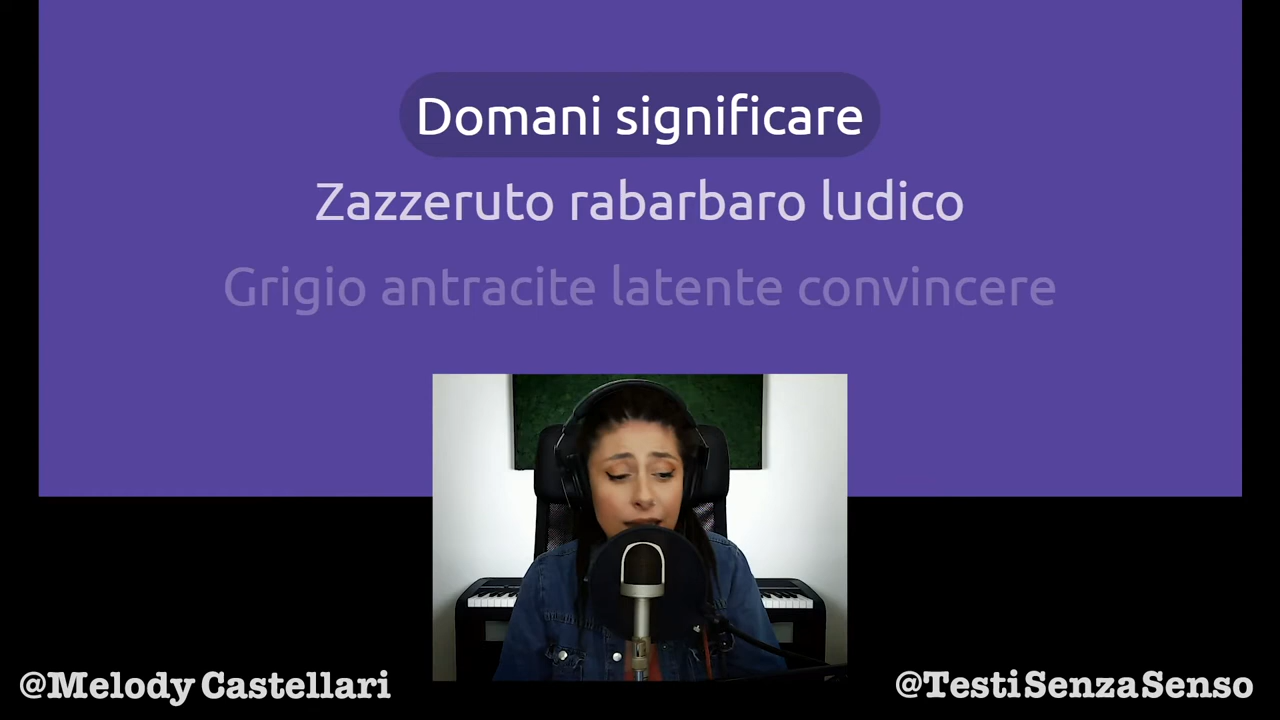 Domani significare
Zazzeruto rabarbaro ludico
Grigio antracite latente convincere
@Melody Castellari
@TestiSenzaSenso